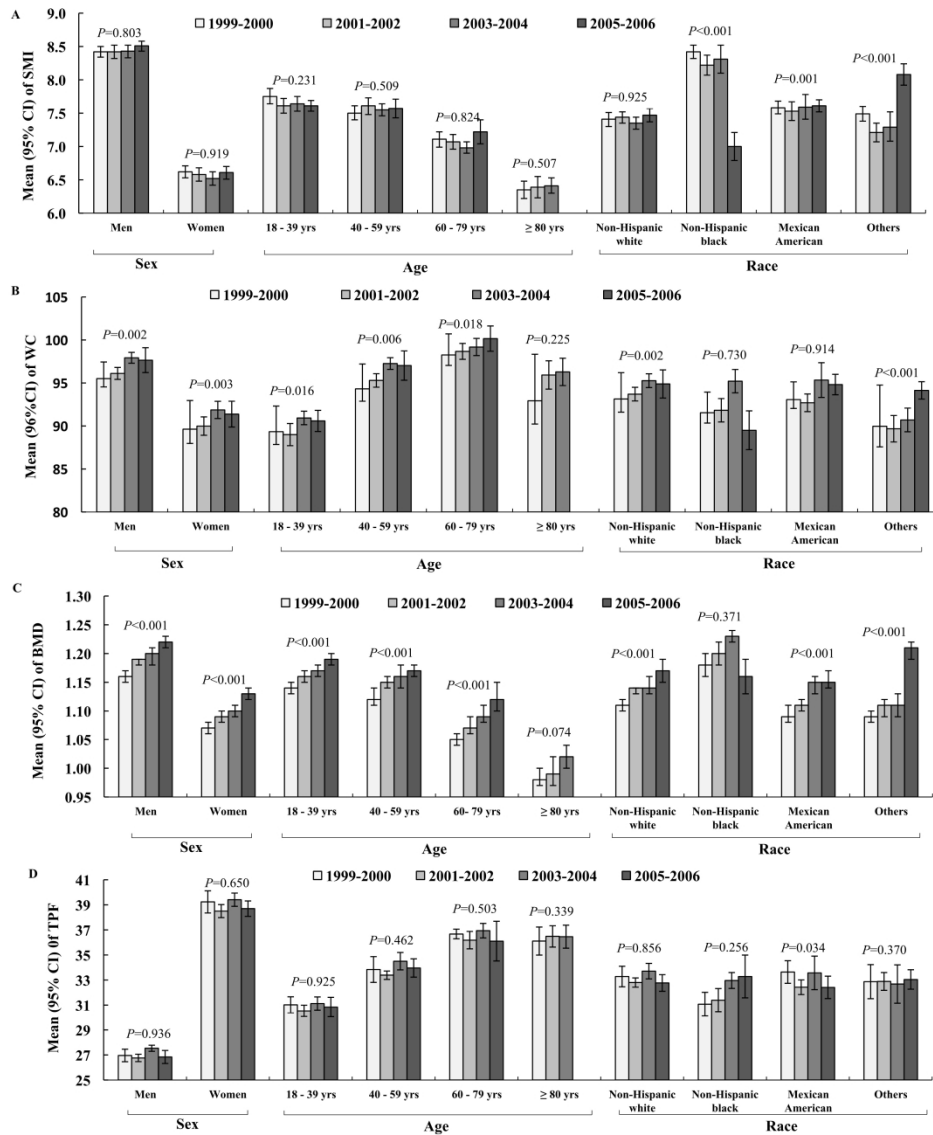 A
1999-2000 2001-2002 2003-2004 2005-2006
Mean (95% CI) of SMI
9.0
8.5
8.0
7.5
7.0
6.5
6.0
P=0.803
P=0.919
P=0.231
P=0.509
P=0.824
P=0.507
P=0.925
P<0.001
P=0.001
P<0.001
Men Women 18 - 39 yrs 40 - 59 yrs 60 - 79 yrs ≥ 80 yrs Non-Hispanic Non-Hispanic Mexican Others
white black American
Sex Age Race
B
1999-2000 2001-2002 2003-2004 2005-2006
Mean (96%CI) of WC
105
100
95
90
85
80
P=0.002
P=0.003
P=0.016
P=0.006
P=0.018
P=0.225
P=0.002
P=0.730
P=0.914
P<0.001
Men Women 18 - 39 yrs 40 - 59 yrs 60 - 79 yrs ≥ 80 yrs Non-Hispanic Non-Hispanic Mexican Others
white black American
Sex Age Race
C
1999-2000 2001-2002 2003-2004 2005-2006
Mean (95% CI) of BMD
1.30
1.25
1.20
1.15
1.10
1.05
1.00
0.95
P<0.001
P<0.001
P<0.001
P<0.001
P<0.001
P=0.074
P<0.001
P=0.371
P<0.001
P<0.001
Men Women 18 - 39 yrs 40 - 59 yrs 60- 79 yrs ≥ 80 yrs Non-Hispanic Non-Hispanic Mexican Others
white black American
Sex Age Race
D
1999-2000 2001-2002 2003-2004 2005-2006
Mean (95% CI) 0f TPF
41
39
37
35
33
31
29
27
25
P=0.936
P=0.650
P=0.925
P=0.462
P=0.503
P=0.339
P=0.856
P=0.256
P=0.034
P=0.370
Men Women 18 - 39 yrs 40 - 59 yrs 60 - 79 yrs ≥ 80 yrs Non-Hispanic Non-Hispanic Mexican Others
white black American
Sex Age Race